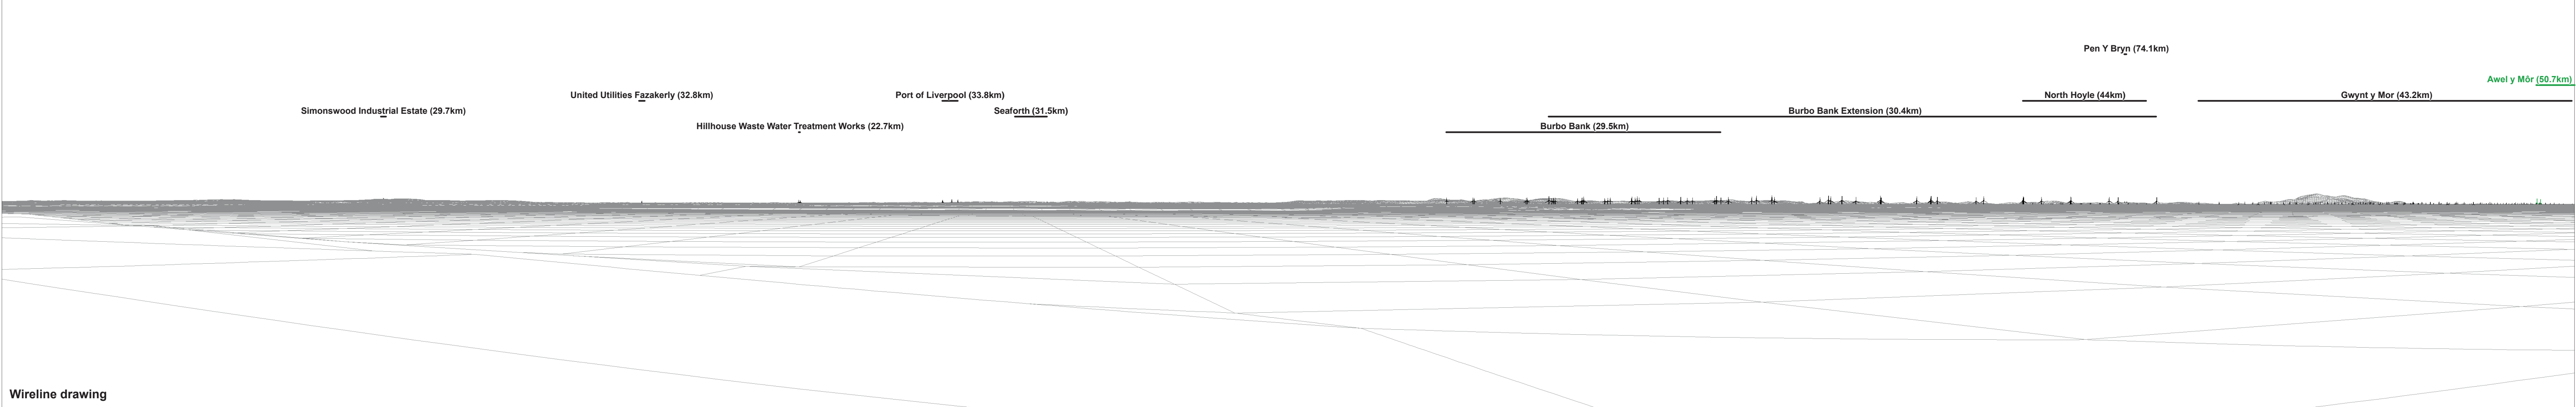 Pen Y Bryn (74.1km)
Awel y Môr (50.7km)
United Utilities Fazakerly (32.8km)
Port of Liverpool (33.8km)
North Hoyle (44km)
Gwynt y Mor (43.2km)
Simonswood Industrial Estate (29.7km)
Seaforth (31.5km)
Burbo Bank Extension (30.4km)
Hillhouse Waste Water Treatment Works (22.7km)
Burbo Bank (29.5km)
Wireline drawing